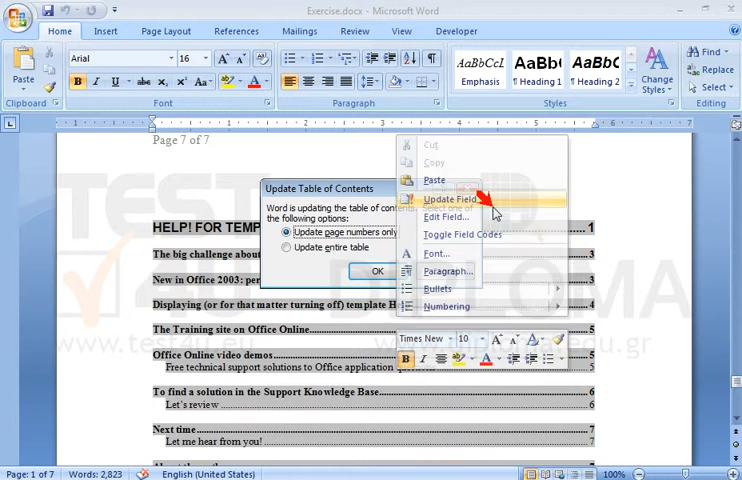 Exercise.docx - Microsoft Word
Home Insert Page Layout References Mailings Review View Developer
Paste
Clipboard
Arial 16
B I U abc x₂ x² Aa
Font
Paragraph
AaBbCcL AaBb AaBbC
Emphasis ¶ Heading 1 ¶ Heading 2
Change Styles
Styles
Find
Replace
Select
Editing
Page 7 of 7
Update Table of Contents
Word is updating the table of contents. Select one of
the following options:
Update page numbers only
Update entire table
OK
Cut
Copy
Paste
Update Field
Edit Field...
Toggle Field Codes
Font...
Paragraph...
Bullets
Numbering
Times New 10
B I
HELP! FOR TEMP 1
The big challenge about 3
New in Office 2003: per 3
Displaying (or for that matter turning off) template H 4
The Training site on Office Online 5
Office Online video demos 5
Free technical support solutions to Office application 5
To find a solution in the Support Knowledge Base 6
Let's review 6
Next time 7
Let me hear from you! 7
TEST 4U DIPLOMA
www.test4u.eu www.diplomatedu.gr
Page: 1 of 7 Words: 2,823 English (United States) 100%